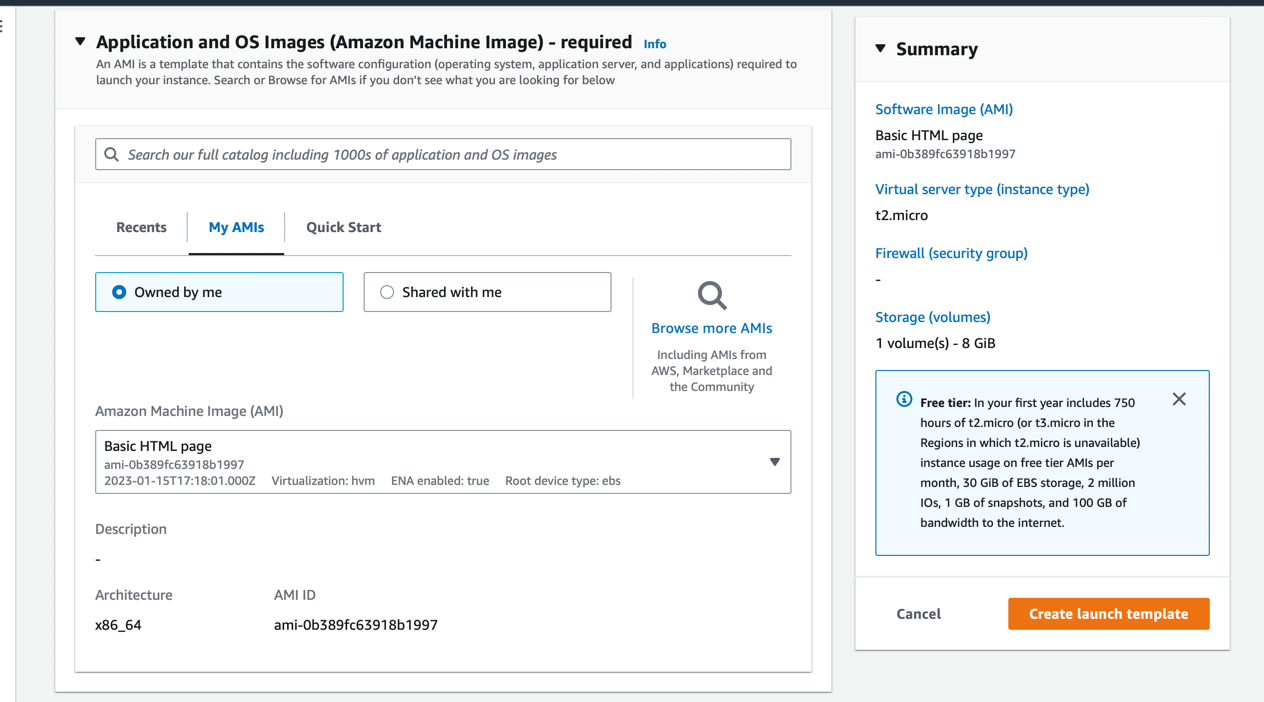 Application and OS Images (Amazon Machine Image) - required Info
An AMI is a template that contains the software configuration (operating system, application server, and applications) required to
launch your instance. Search or Browse for AMIs if you don't see what you are looking for below
Search our full catalog including 1000s of application and OS images
Recents
My AMIs
Quick Start
Owned by me
Shared with me
Browse more AMIs
Including AMIs from
AWS, Marketplace and
the Community
Amazon Machine Image (AMI)
Basic HTML page
ami-0b389fc63918b1997
2023-01-15T17:18:01.000Z Virtualization: hvm ENA enabled: true Root device type: ebs
Description
-
Architecture AMI ID
x86_64 ami-0b389fc63918b1997
Summary
Software Image (AMI)
Basic HTML page
ami-0b389fc63918b1997
Virtual server type (instance type)
t2.micro
Firewall (security group)
-
Storage (volumes)
1 volume(s) - 8 GiB
Free tier: In your first year includes 750
hours of t2.micro (or t3.micro in the
Regions in which t2.micro is unavailable)
instance usage on free tier AMIs per
month, 30 GiB of EBS storage, 2 million
IOs, 1 GB of snapshots, and 100 GB of
bandwidth to the internet.
Cancel
Create launch template